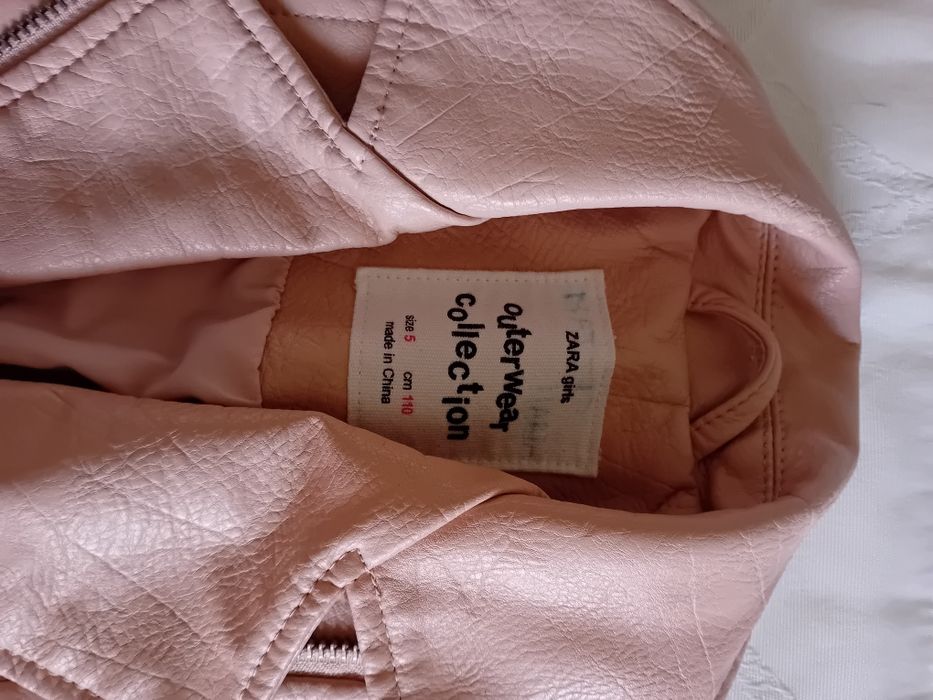 ZARA girls
outerwear
collection
size 5 cm 110
made in China